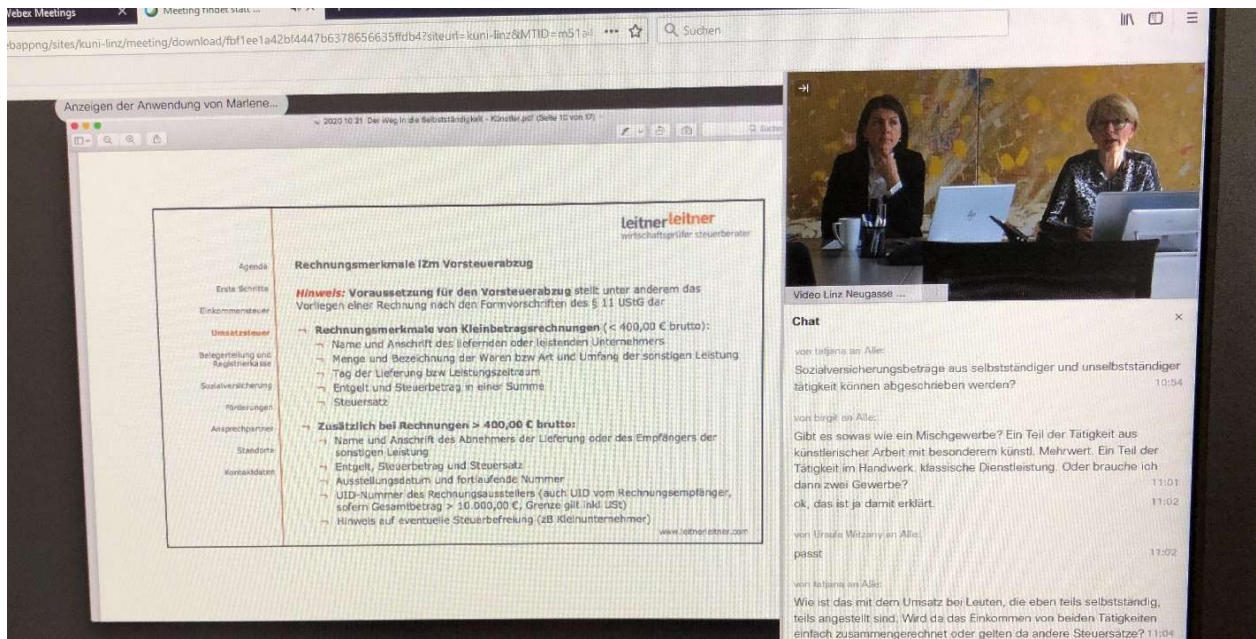 Webex Meetings
Meeting findet statt ...
bappng/sites/kuni-linz/meeting/download/fbf1ee1a42bf4447b6378656635ffdb4?siteurl=kuni-linz&MTID=m51a
Suchen
Anzeigen der Anwendung von Marlene...
2020 10 21 Der Weg in die Selbstständigkeit - Künstler.pdf (Seite 10 von 17)
leitnerleitner
wirtschaftsprüfer steuerberater
Agenda
Erste Schritte
Einkommensteuer
Umsatzsteuer
Belegerteilung und
Registrierkasse
Sozialversicherung
Förderungen
Ansprechpartner
Standorte
Kontaktdaten
Rechnungsmerkmale iZm Vorsteuerabzug
Hinweis: Voraussetzung für den Vorsteuerabzug stellt unter anderem das
Vorliegen einer Rechnung nach den Formvorschriften des § 11 UStG dar
¬ Rechnungsmerkmale von Kleinbetragsrechnungen (< 400,00 € brutto):
¬ Name und Anschrift des liefernden oder leistenden Unternehmers
¬ Menge und Bezeichnung der Waren bzw Art und Umfang der sonstigen Leistung
¬ Tag der Lieferung bzw Leistungszeitraum
¬ Entgelt und Steuerbetrag in einer Summe
¬ Steuersatz
¬ Zusätzlich bei Rechnungen > 400,00 € brutto:
¬ Name und Anschrift des Abnehmers der Lieferung oder des Empfängers der
sonstigen Leistung
¬ Entgelt, Steuerbetrag und Steuersatz
¬ Ausstellungsdatum und fortlaufende Nummer
¬ UID-Nummer des Rechnungsausstellers (auch UID vom Rechnungsempfänger,
sofern Gesamtbetrag > 10.000,00 €, Grenze gilt inkl USt)
¬ Hinweis auf eventuelle Steuerbefreiung (zB Kleinunternehmer)
www.leitnerleitner.com
Video Linz Neugasse ...
Chat
von tatjana an Alle:
Sozialversicherungsbeträge aus selbstständiger und unselbstständiger
tätigkeit können abgeschrieben werden? 10:54
von birgit an Alle:
Gibt es sowas wie ein Mischgewerbe? Ein Teil der Tätigkeit aus
künstlerischer Arbeit mit besonderem künstl. Mehrwert. Ein Teil der
Tätigkeit im Handwerk, klassische Dienstleistung. Oder brauche ich
dann zwei Gewerbe? 11:01
ok, das ist ja damit erklärt. 11:02
von Ursula Witzany an Alle:
passt 11:02
von tatjana an Alle:
Wie ist das mit dem Umsatz bei Leuten, die eben teils selbstständig,
teils angestellt sind. Wird da das Einkommen von beiden Tätigkeiten
einfach zusammengerechnet oder gelten da andere Steuersätze? 11:04